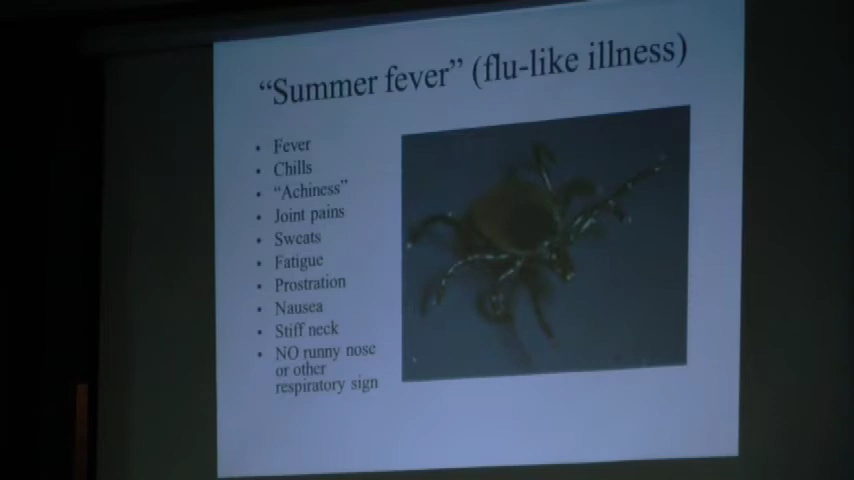 “Summer fever” (flu-like illness)
• Fever
• Chills
• “Achiness”
• Joint pains
• Sweats
• Fatigue
• Prostration
• Nausea
• Stiff neck
• NO runny nose
or other
respiratory sign